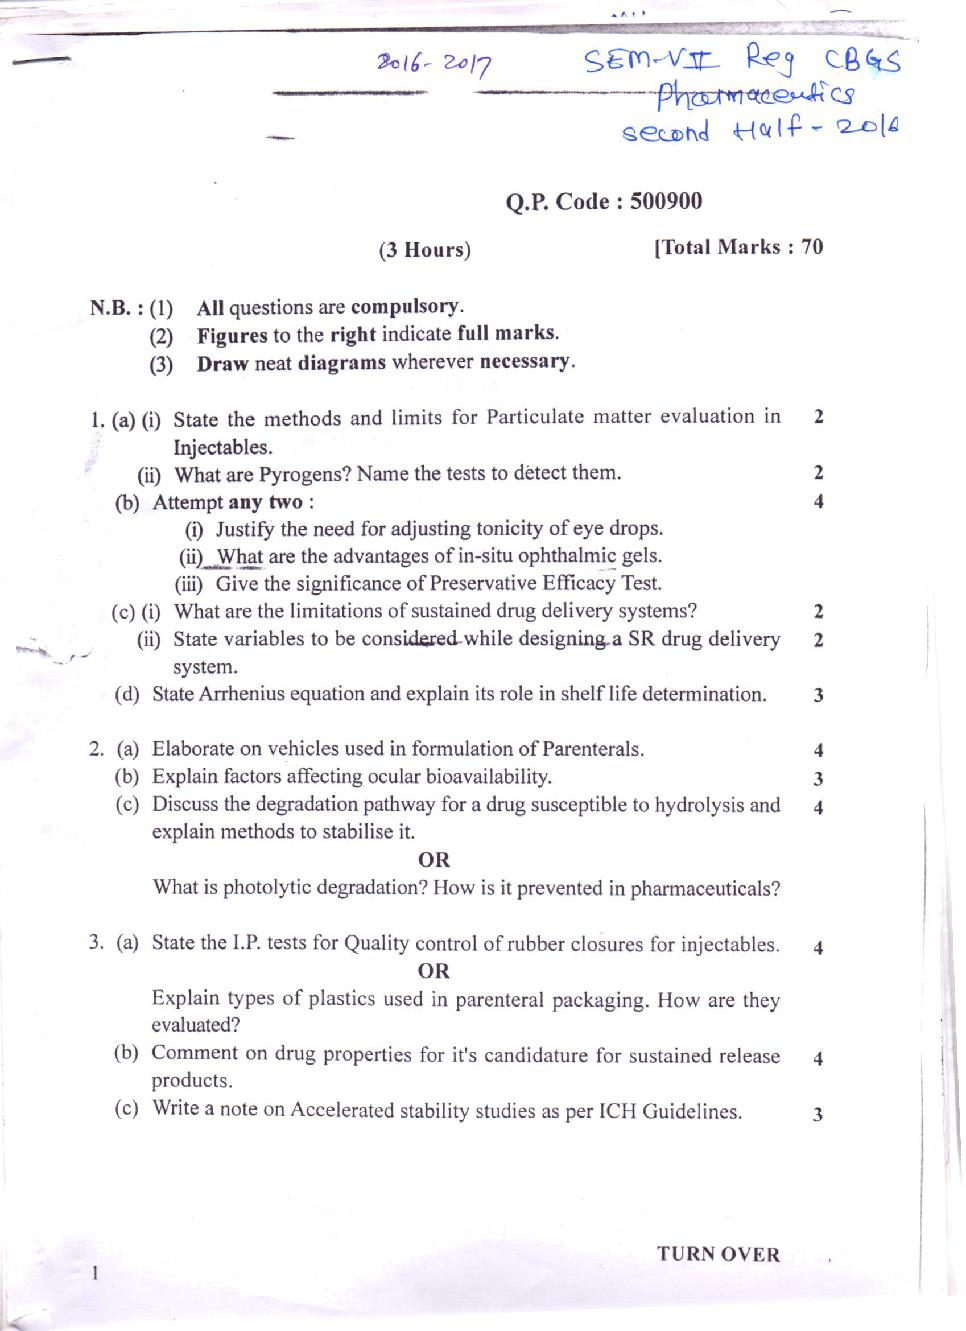 2016-2017
SEM-VII Reg CBGS
Pharmaceutics
second Half - 2016
Q.P. Code : 500900
(3 Hours) [Total Marks : 70
N.B. : (1) All questions are compulsory.
(2) Figures to the right indicate full marks.
(3) Draw neat diagrams wherever necessary.
1. (a) (i) State the methods and limits for Particulate matter evaluation in 2
Injectables.
(ii) What are Pyrogens? Name the tests to detect them. 2
(b) Attempt any two : 4
(i) Justify the need for adjusting tonicity of eye drops.
(ii) What are the advantages of in-situ ophthalmic gels.
(iii) Give the significance of Preservative Efficacy Test.
(c) (i) What are the limitations of sustained drug delivery systems? 2
(ii) State variables to be considered while designing a SR drug delivery 2
system.
(d) State Arrhenius equation and explain its role in shelf life determination. 3
2. (a) Elaborate on vehicles used in formulation of Parenterals. 4
(b) Explain factors affecting ocular bioavailability. 3
(c) Discuss the degradation pathway for a drug susceptible to hydrolysis and 4
explain methods to stabilise it.
OR
What is photolytic degradation? How is it prevented in pharmaceuticals?
3. (a) State the I.P. tests for Quality control of rubber closures for injectables. 4
OR
Explain types of plastics used in parenteral packaging. How are they
evaluated?
(b) Comment on drug properties for it's candidature for sustained release 4
products.
(c) Write a note on Accelerated stability studies as per ICH Guidelines. 3
TURN OVER
1